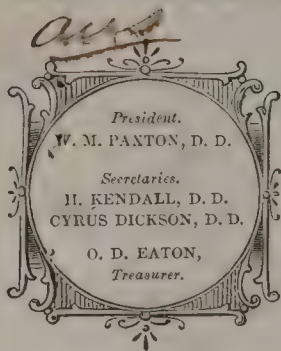 President.
W. M. PAXTON, D. D.
Secretaries.
H. KENDALL, D. D.
CYRUS DICKSON, D. D.
O. D. EATON,
Treasurer.